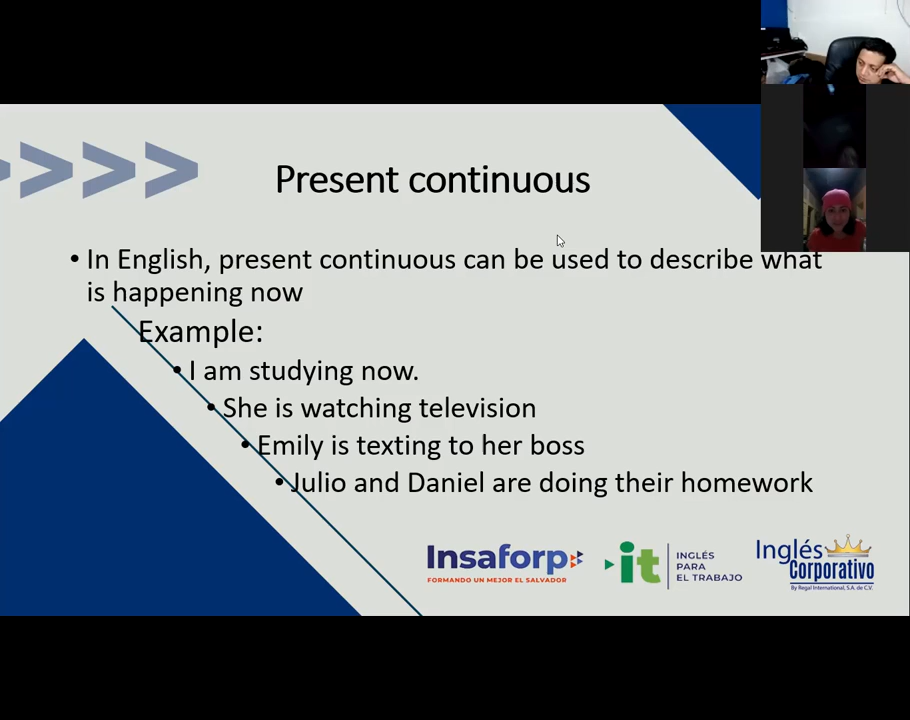 Present continuous
• In English, present continuous can be used to describe what
is happening now
Example:
• I am studying now.
• She is watching television
• Emily is texting to her boss
• Julio and Daniel are doing their homework
Insaforp
FORMANDO UN MEJOR EL SALVADOR
it
INGLÉS
PARA
EL TRABAJO
Inglés
Corporativo
By Regal International, S.A. de C.V.